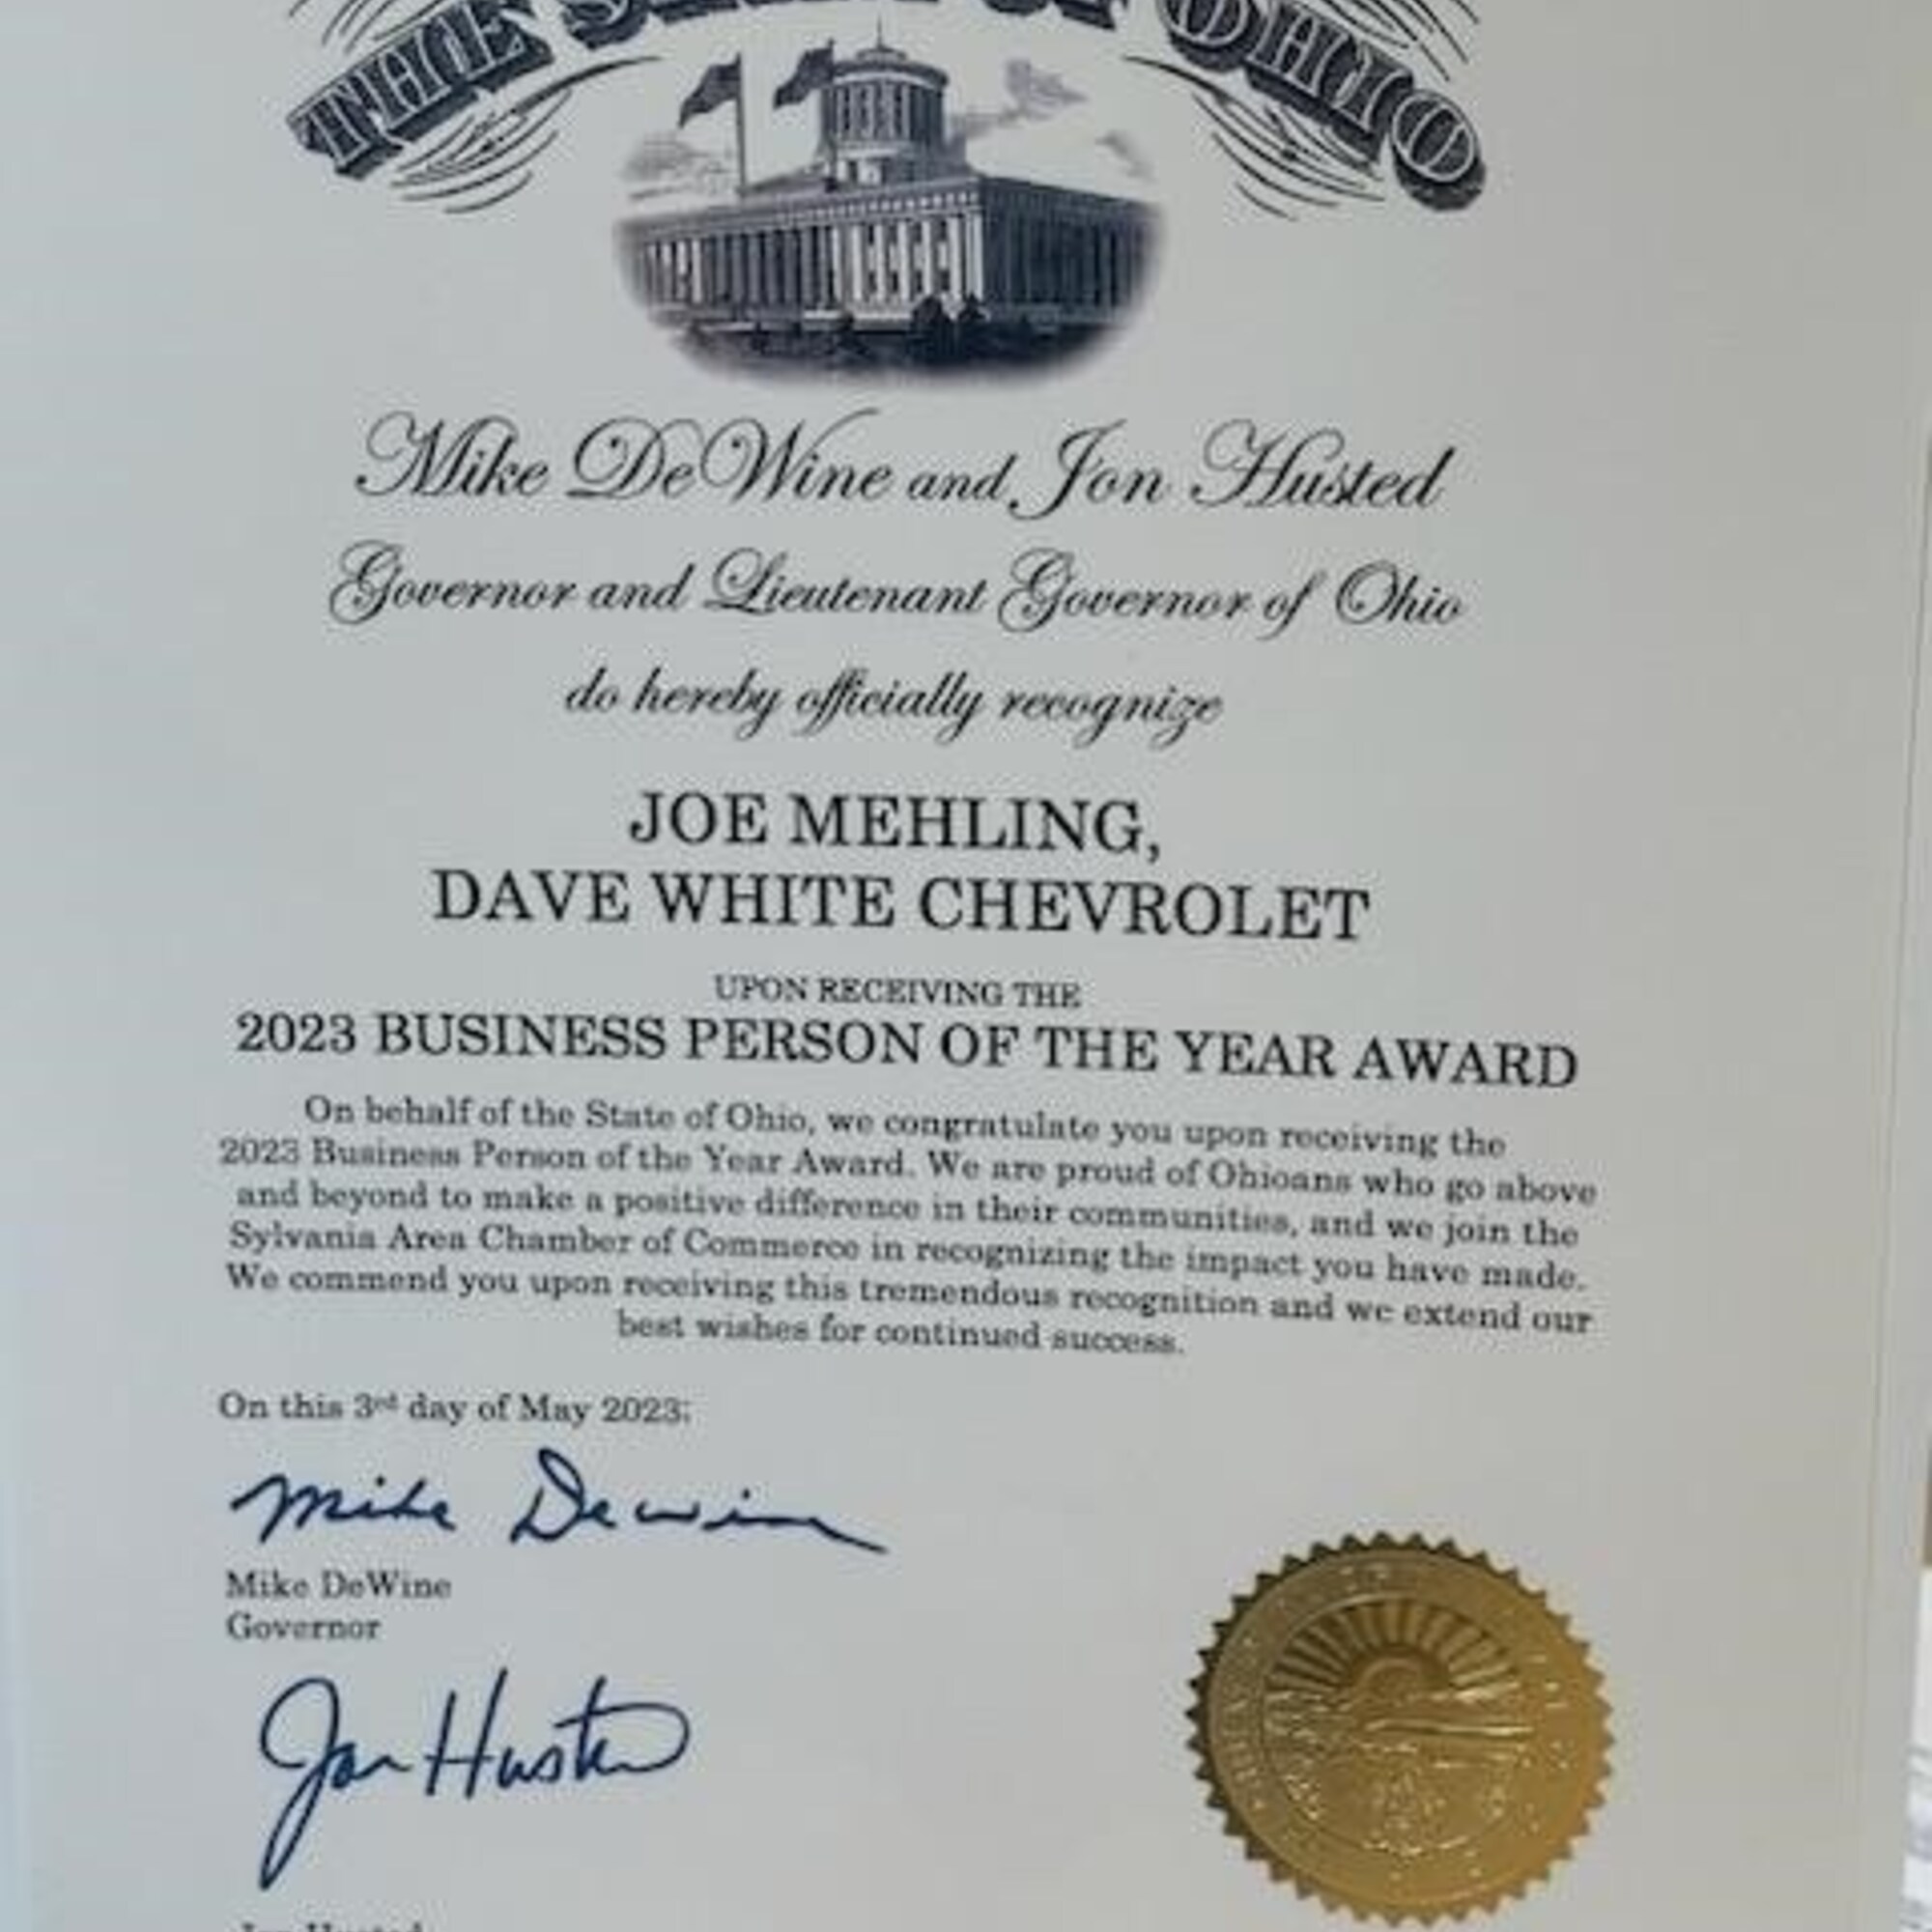 THE STATE OF OHIO
Mike DeWine and Jon Husted
Governor and Lieutenant Governor of Ohio
do hereby officially recognize
JOE MEHLING,
DAVE WHITE CHEVROLET
UPON RECEIVING THE
2023 BUSINESS PERSON OF THE YEAR AWARD
On behalf of the State of Ohio, we congratulate you upon receiving the
2023 Business Person of the Year Award. We are proud of Ohioans who go above
and beyond to make a positive difference in their communities, and we join the
Sylvania Area Chamber of Commerce in recognizing the impact you have made.
We commend you upon receiving this tremendous recognition and we extend our
best wishes for continued success.
On this 3rd day of May 2023:
Mike DeWine
Mike DeWine
Governor
Jon Husted
Jon Husted